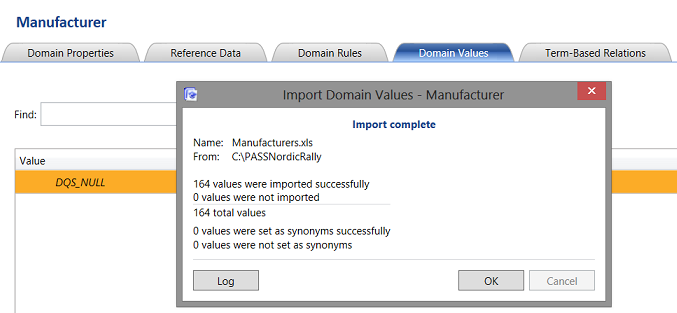 Manufacturer
Domain Properties
Reference Data
Domain Rules
Domain Values
Term-Based Relations
Import Domain Values - Manufacturer
Find:
Import complete
Name: Manufacturers.xls
From: C:\PASSNordicRally
Value
DQS_NULL
164 values were imported successfully
0 values were not imported
164 total values
0 values were set as synonyms successfully
0 values were not set as synonyms
Log
OK
Cancel